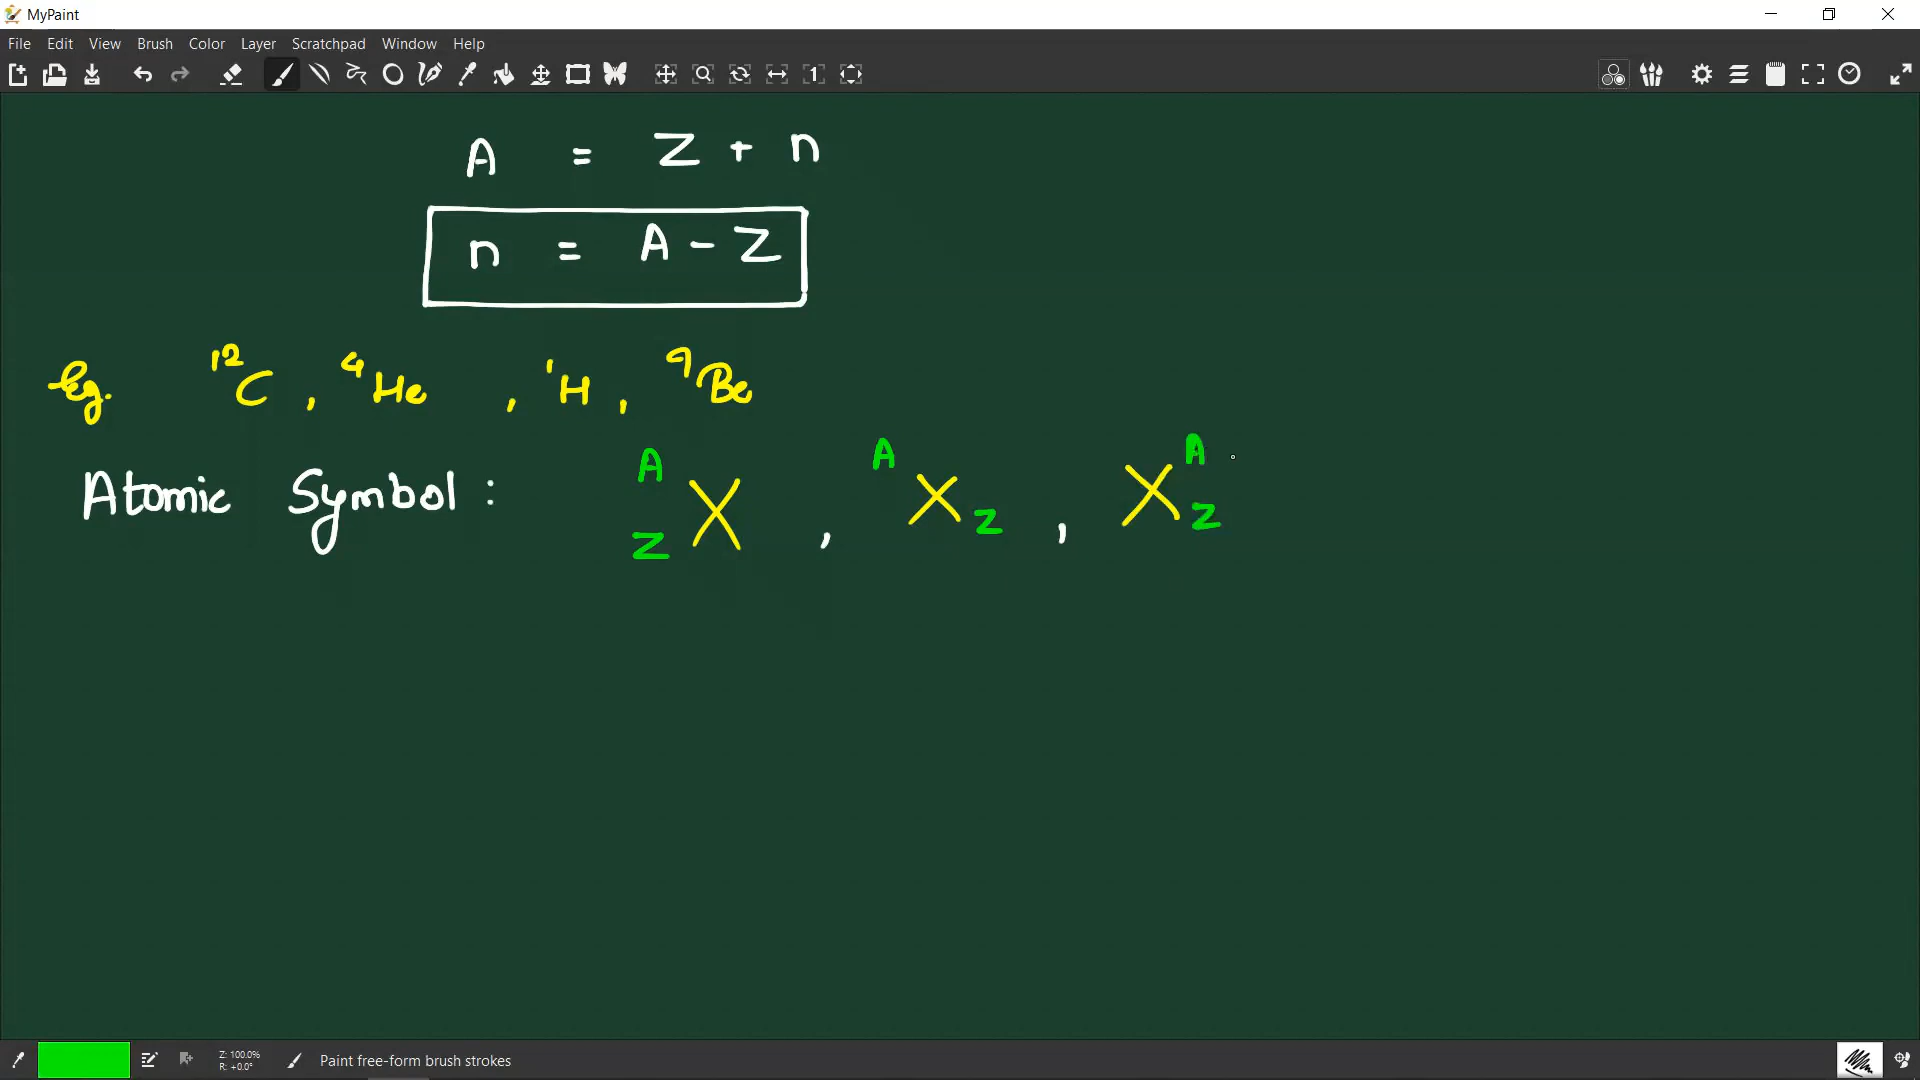 MyPaint
File Edit View Brush Color Layer Scratchpad Window Help
A = Z + n
n = A - Z
Eg. ¹²C , ⁴He , ¹H , ⁹Be
Atomic Symbol : ᴬ_Z X , ᴬX_Z , Xᴬ_Z
Z: 100.0%
R: +0.0°
Paint free-form brush strokes